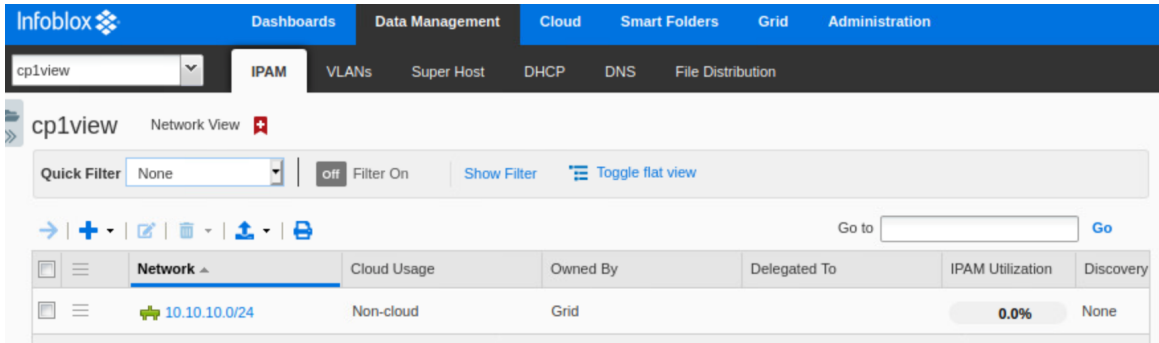 Infoblox Dashboards Data Management Cloud Smart Folders Grid Administration
cp1view IPAM VLANs Super Host DHCP DNS File Distribution
cp1view Network View
Quick Filter None Off Filter On Show Filter Toggle flat view
Go to Go
Network Cloud Usage Owned By Delegated To IPAM Utilization Discovery
10.10.10.0/24 Non-cloud Grid 0.0% None